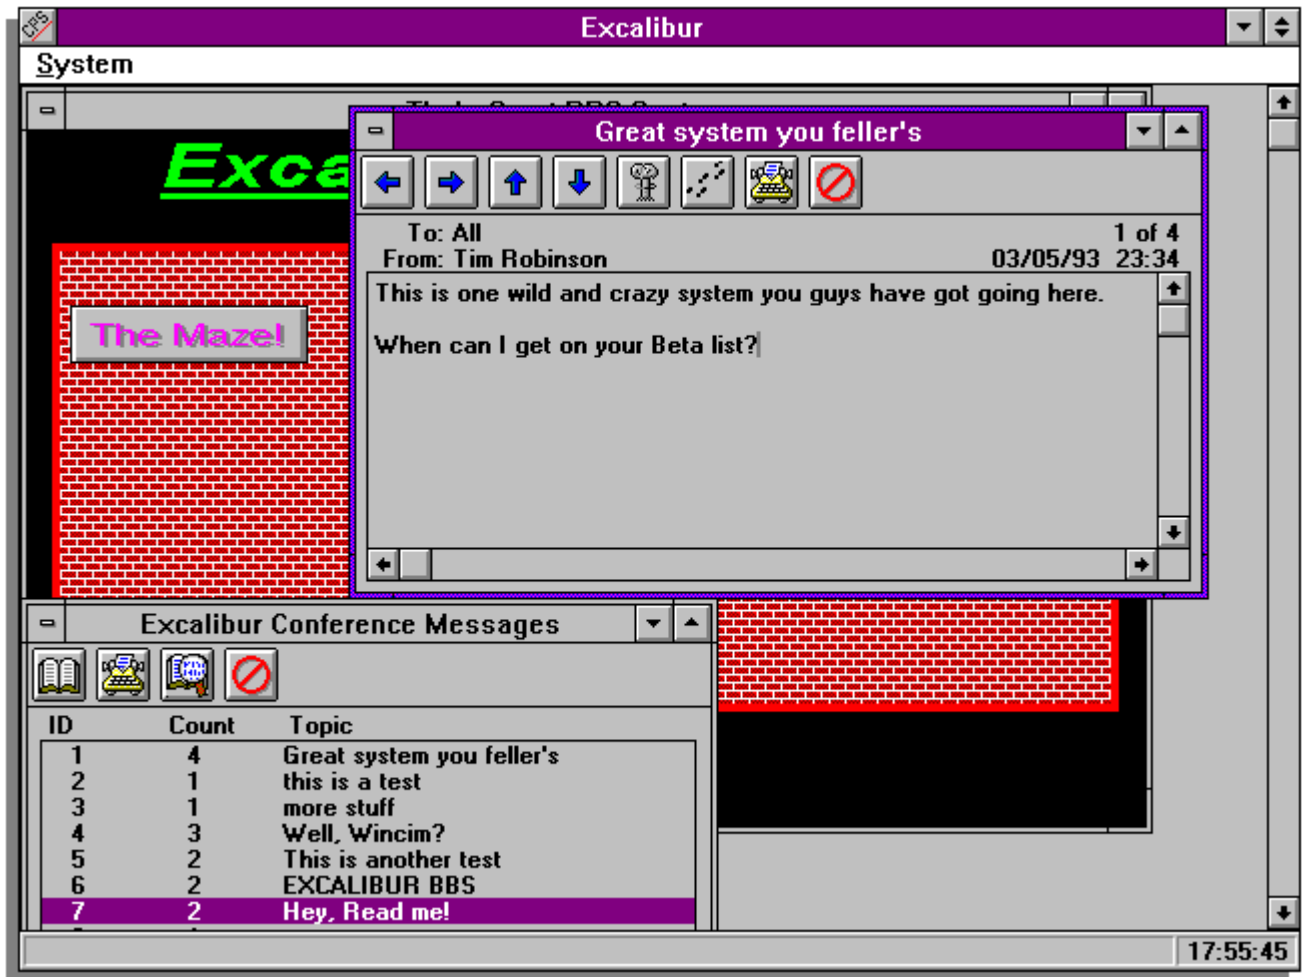 CPS
Excalibur
System
Great system you feller's
Exca
To: All
1 of 4
From: Tim Robinson
03/05/93 23:34
This is one wild and crazy system you guys have got going here.
When can I get on your Beta list?
The Maze!
Excalibur Conference Messages
ID Count Topic
1 4 Great system you feller's
2 1 this is a test
3 1 more stuff
4 3 Well, Wincim?
5 2 This is another test
6 2 EXCALIBUR BBS
7 2 Hey, Read me!
17:55:45